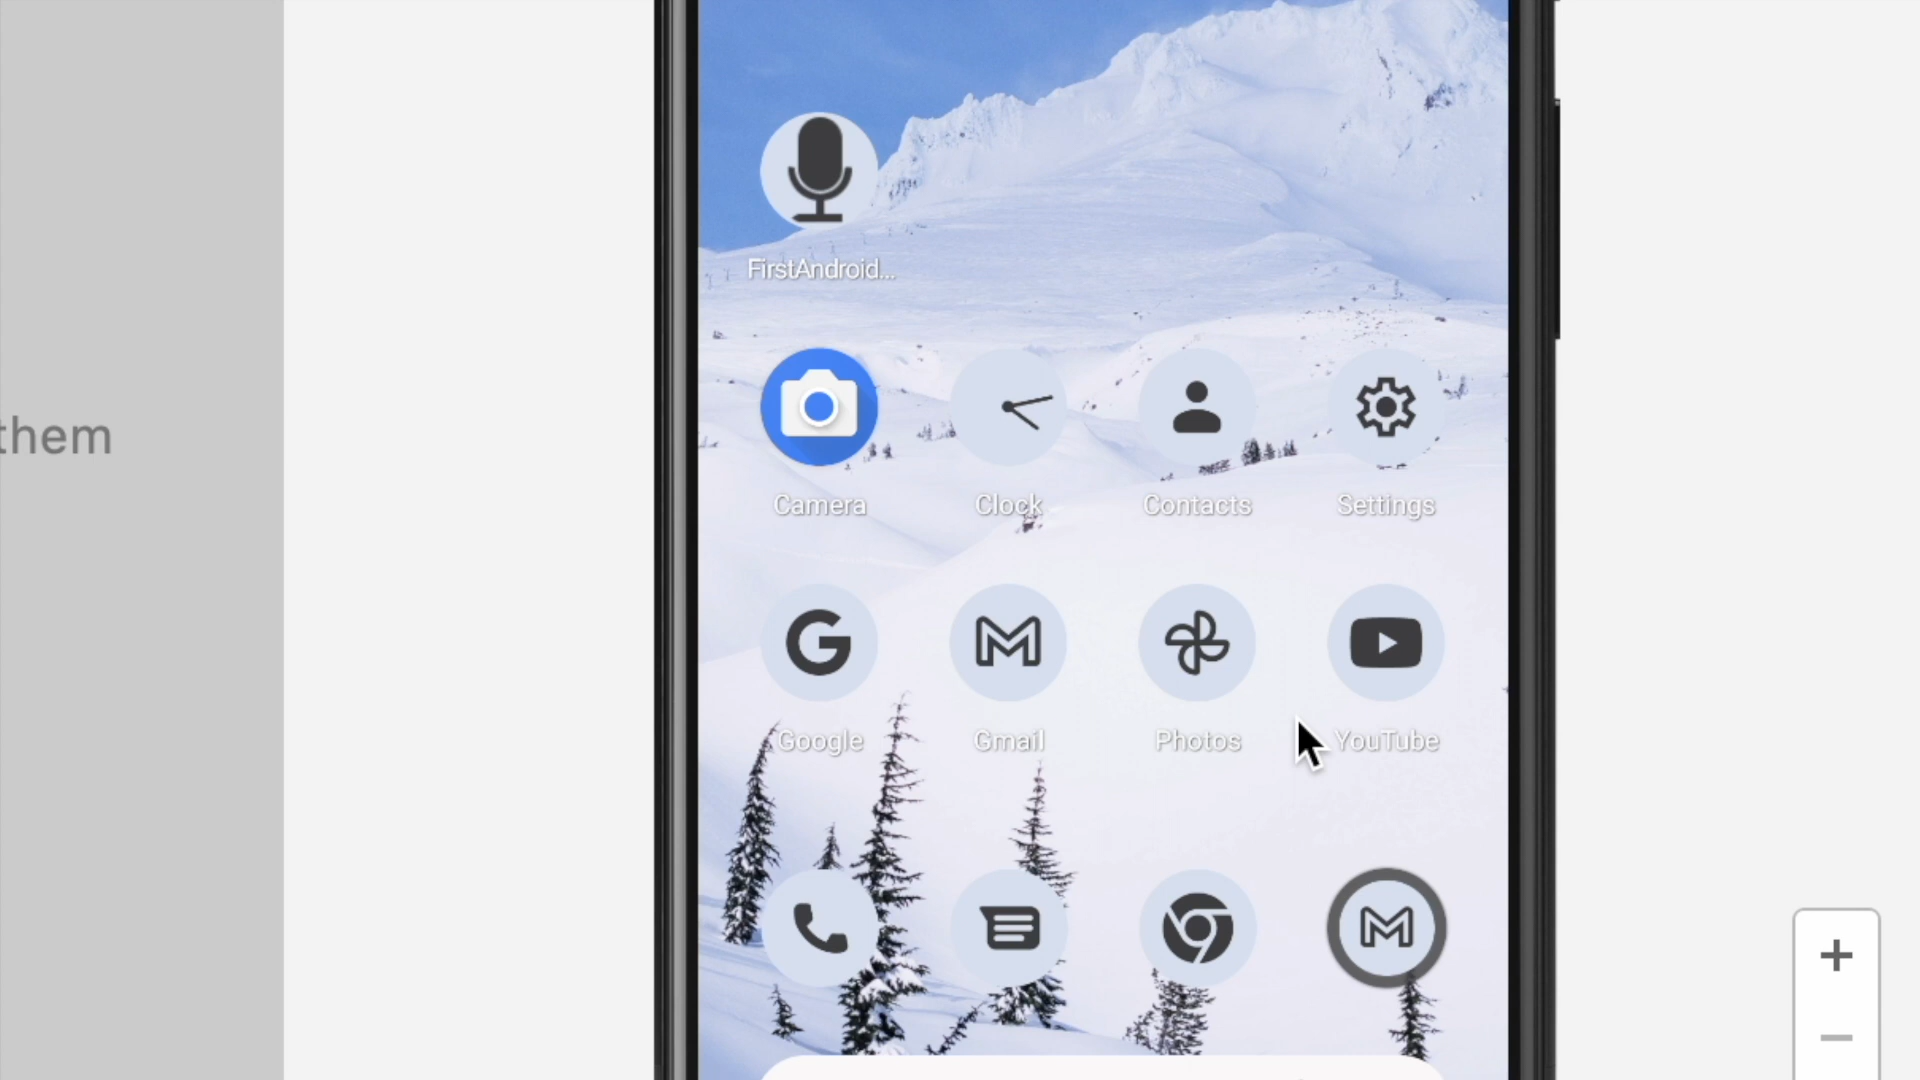 them
FirstAndroid...
Camera
Clock
Contacts
Settings
Google
Gmail
Photos
YouTube